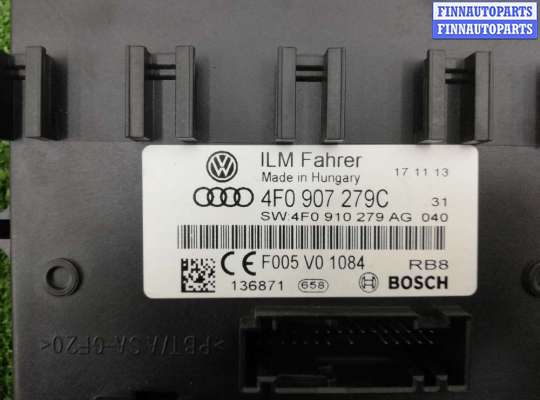 FINNAUTOPARTS
FINNAUTOPARTS
ILM Fahrer
Made in Hungary
17 11 13
4F0 907 279C
31
SW:4F0 910 279 AG 040
CE F005 V0 1084
RB8
136871 658 BOSCH
>PBT/ASA-GF20<